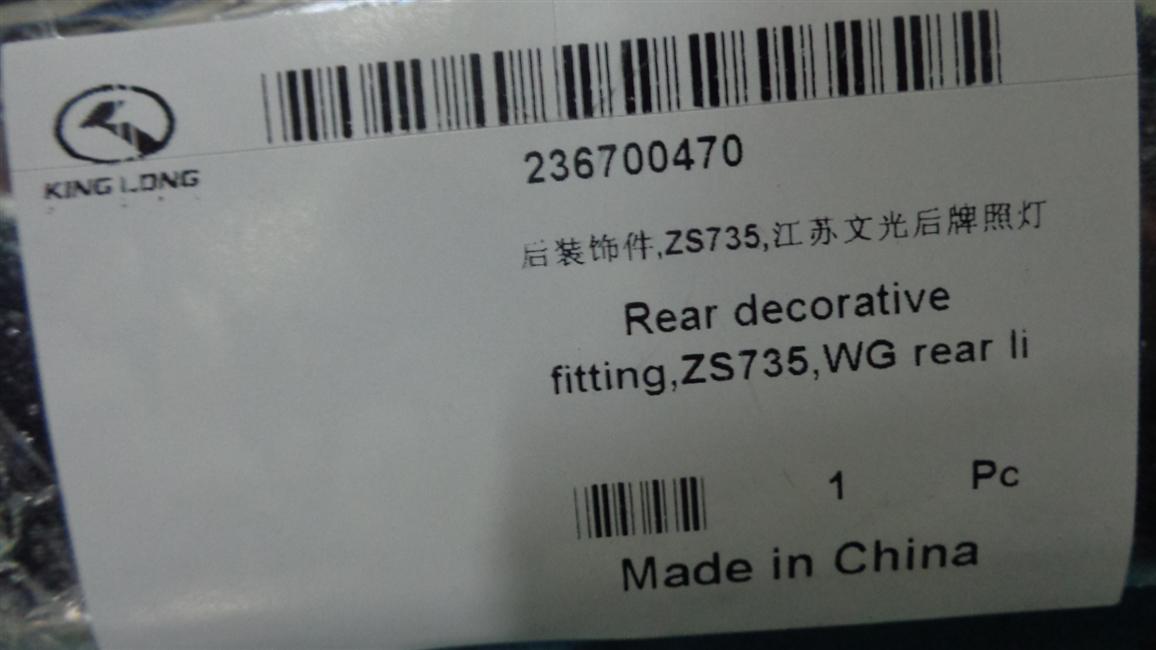 KING LONG
236700470
后装饰件,ZS735,江苏文光后牌照灯
Rear decorative
fitting,ZS735,WG rear li
1 Pc
Made in China